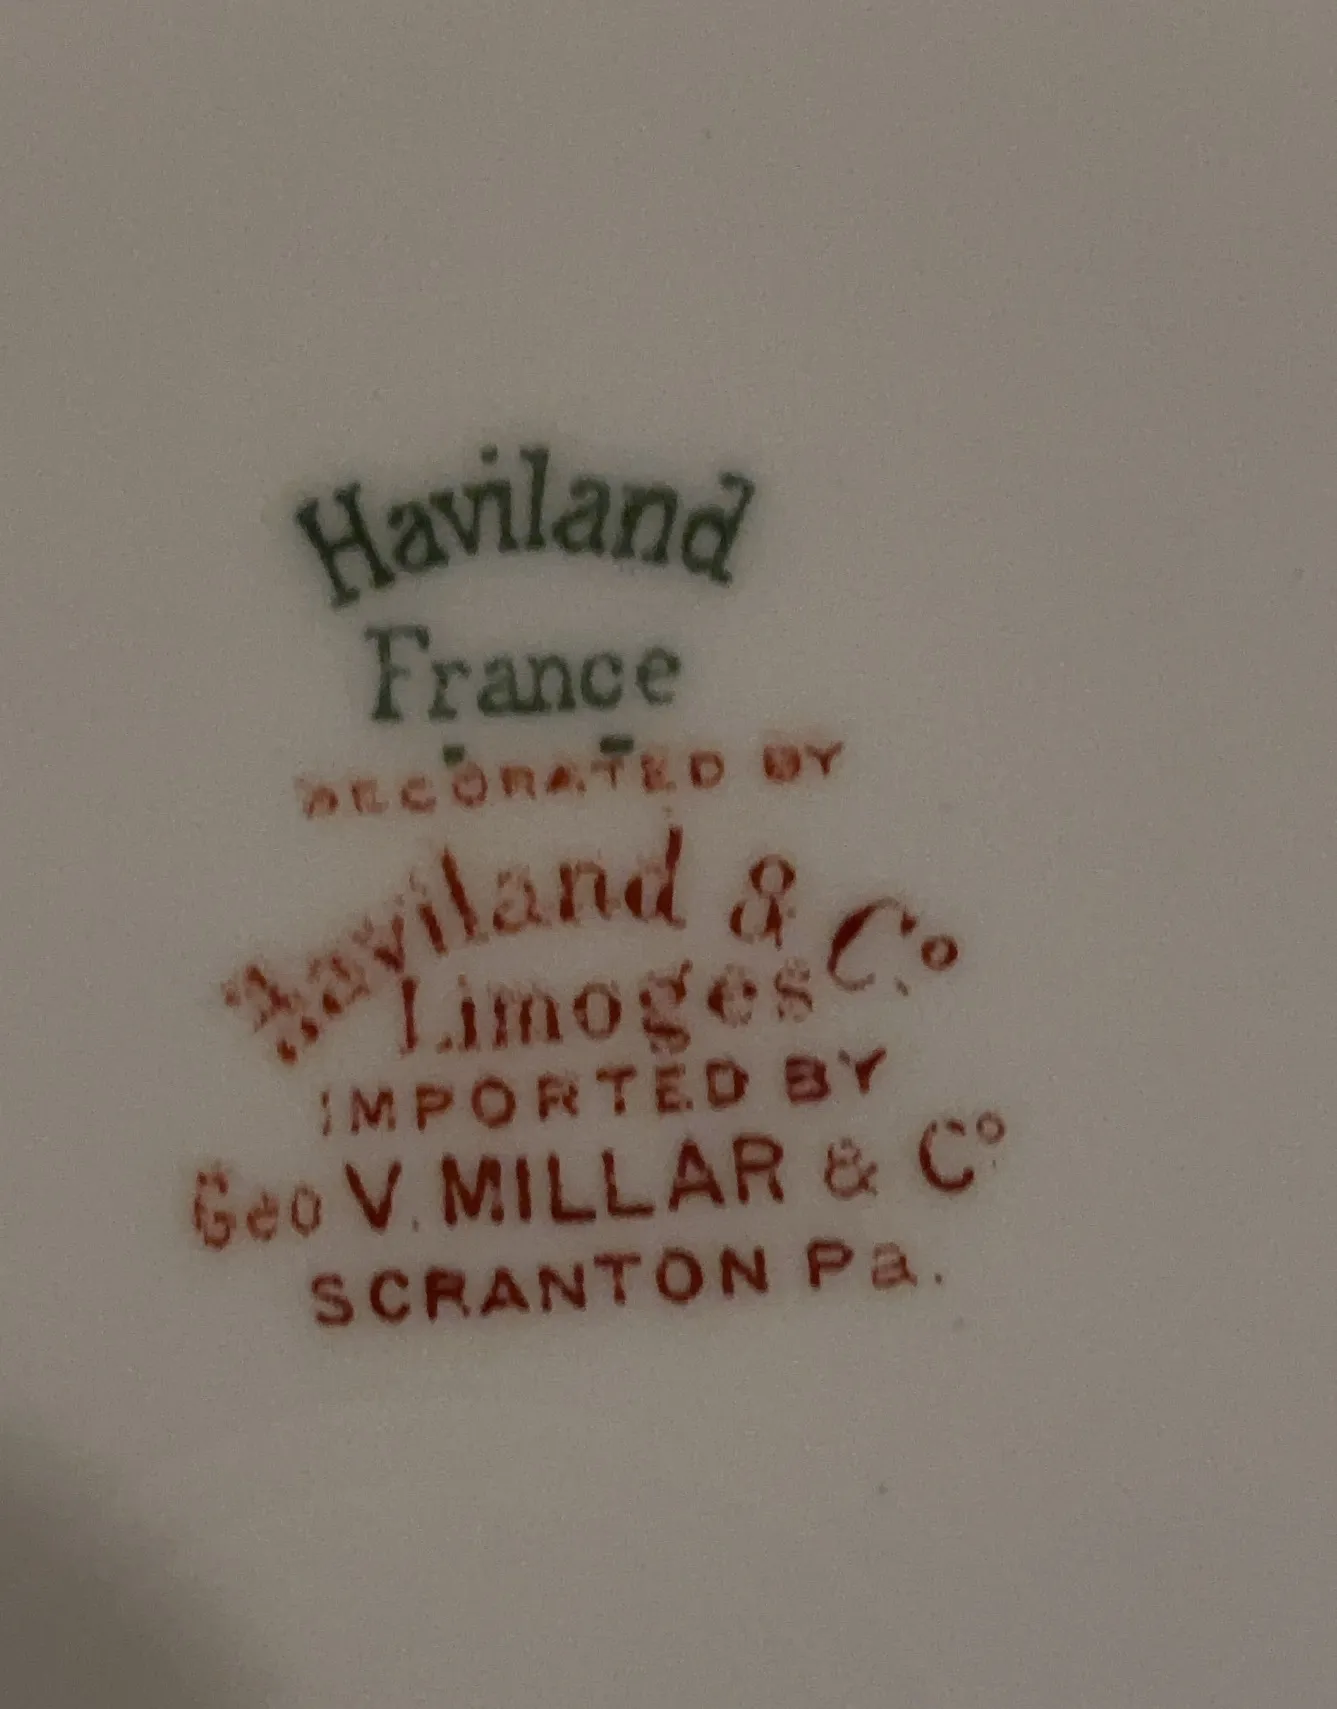 Haviland
France
DECORATED BY
Haviland & Co.
Limoges
IMPORTED BY
Geo V. MILLAR & Co
SCRANTON Pa.